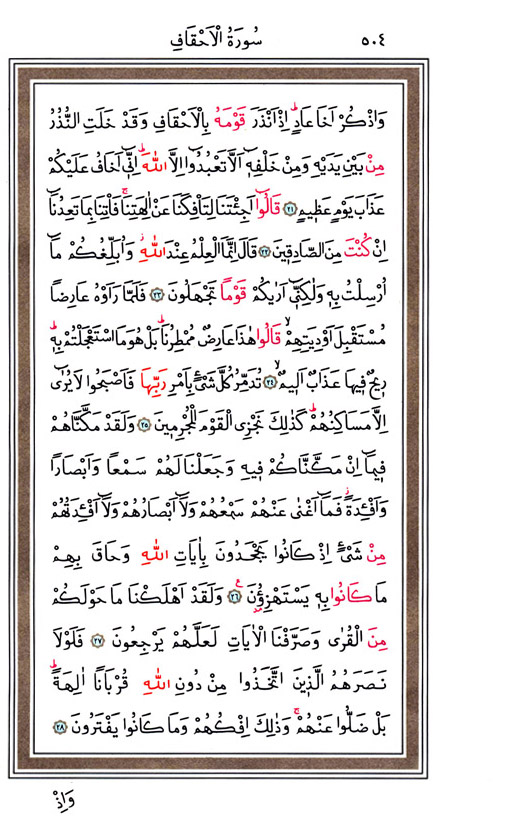 سُورَةُ الْاَحْقَافِ ٥٠٤
وَاذْكُرْ اَخَا عَادٍۜ اِذْ اَنْذَرَ قَوْمَهُ بِالْاَحْقَافِ وَقَدْ خَلَتِ النُّذُرُ
مِنْ بَيْنِ يَدَيْهِ وَمِنْ خَلْفِه۪ٓ اَلَّا تَعْبُدُٓوا اِلَّا اللّٰهَۜ اِنّ۪ٓي اَخَافُ عَلَيْكُمْ
عَذَابَ يَوْمٍ عَظ۪يمٍ ﴿٢١﴾ قَالُٓوا اَجِئْتَنَا لِتَأْفِكَنَا عَنْ اٰلِهَتِنَاۚ فَأْتِنَا بِمَا تَعِدُنَٓا
اِنْ كُنْتَ مِنَ الصَّادِق۪ينَ ﴿٢٢﴾ قَالَ اِنَّمَا الْعِلْمُ عِنْدَ اللّٰهِۘ وَاُبَلِّغُكُمْ مَٓا
اُرْسِلْتُ بِه۪ وَلٰكِنّ۪ٓي اَرٰيكُمْ قَوْمًا تَجْهَلُونَ ﴿٢٣﴾ فَلَمَّا رَاَوْهُ عَارِضًا
مُسْتَقْبِلَ اَوْدِيَتِهِمْۙ قَالُوا هٰذَا عَارِضٌ مُمْطِرُنَاۜ بَلْ هُوَ مَا اسْتَعْجَلْتُمْ بِه۪ۜ
ر۪يحٌ ف۪يهَا عَذَابٌ اَل۪يمٌۙ ﴿٢٤﴾ تُدَمِّرُ كُلَّ شَيْءٍ بِاَمْرِ رَبِّهَا فَاَصْبَحُوا لَا يُرٰٓى
اِلَّا مَسَاكِنُهُمْۜ كَذٰلِكَ نَجْزِي الْقَوْمَ الْمُجْرِم۪ينَ ﴿٢٥﴾ وَلَقَدْ مَكَّنَّاهُمْ
ف۪يمَٓا اِنْ مَكَّنَّاكُمْ ف۪يهِ وَجَعَلْنَا لَهُمْ سَمْعًا وَاَبْصَارًا
وَاَفْـِٔدَةًۘ فَمَٓا اَغْنٰى عَنْهُمْ سَمْعُهُمْ وَلَٓا اَبْصَارُهُمْ وَلَٓا اَفْـِٔدَتُهُمْ
مِنْ شَيْءٍ اِذْ كَانُوا يَجْحَدُونَ بِاٰيَاتِ اللّٰهِ وَحَاقَ بِهِمْ
مَا كَانُوا بِه۪ يَسْتَهْزِؤُ۫نَ۟ ﴿٢٦﴾ وَلَقَدْ اَهْلَكْنَا مَا حَوْلَكُمْ
مِنَ الْقُرٰى وَصَرَّفْنَا الْاٰيَاتِ لَعَلَّهُمْ يَرْجِعُونَ ﴿٢٧﴾ فَلَوْلَا
نَصَرَهُمُ الَّذ۪ينَ اتَّخَذُوا مِنْ دُونِ اللّٰهِ قُرْبَانًا اٰلِهَةًۜ
بَلْ ضَلُّوا عَنْهُمْۚ وَذٰلِكَ اِفْكُهُمْ وَمَا كَانُوا يَفْتَرُونَ ﴿٢٨﴾
وَاِذْ